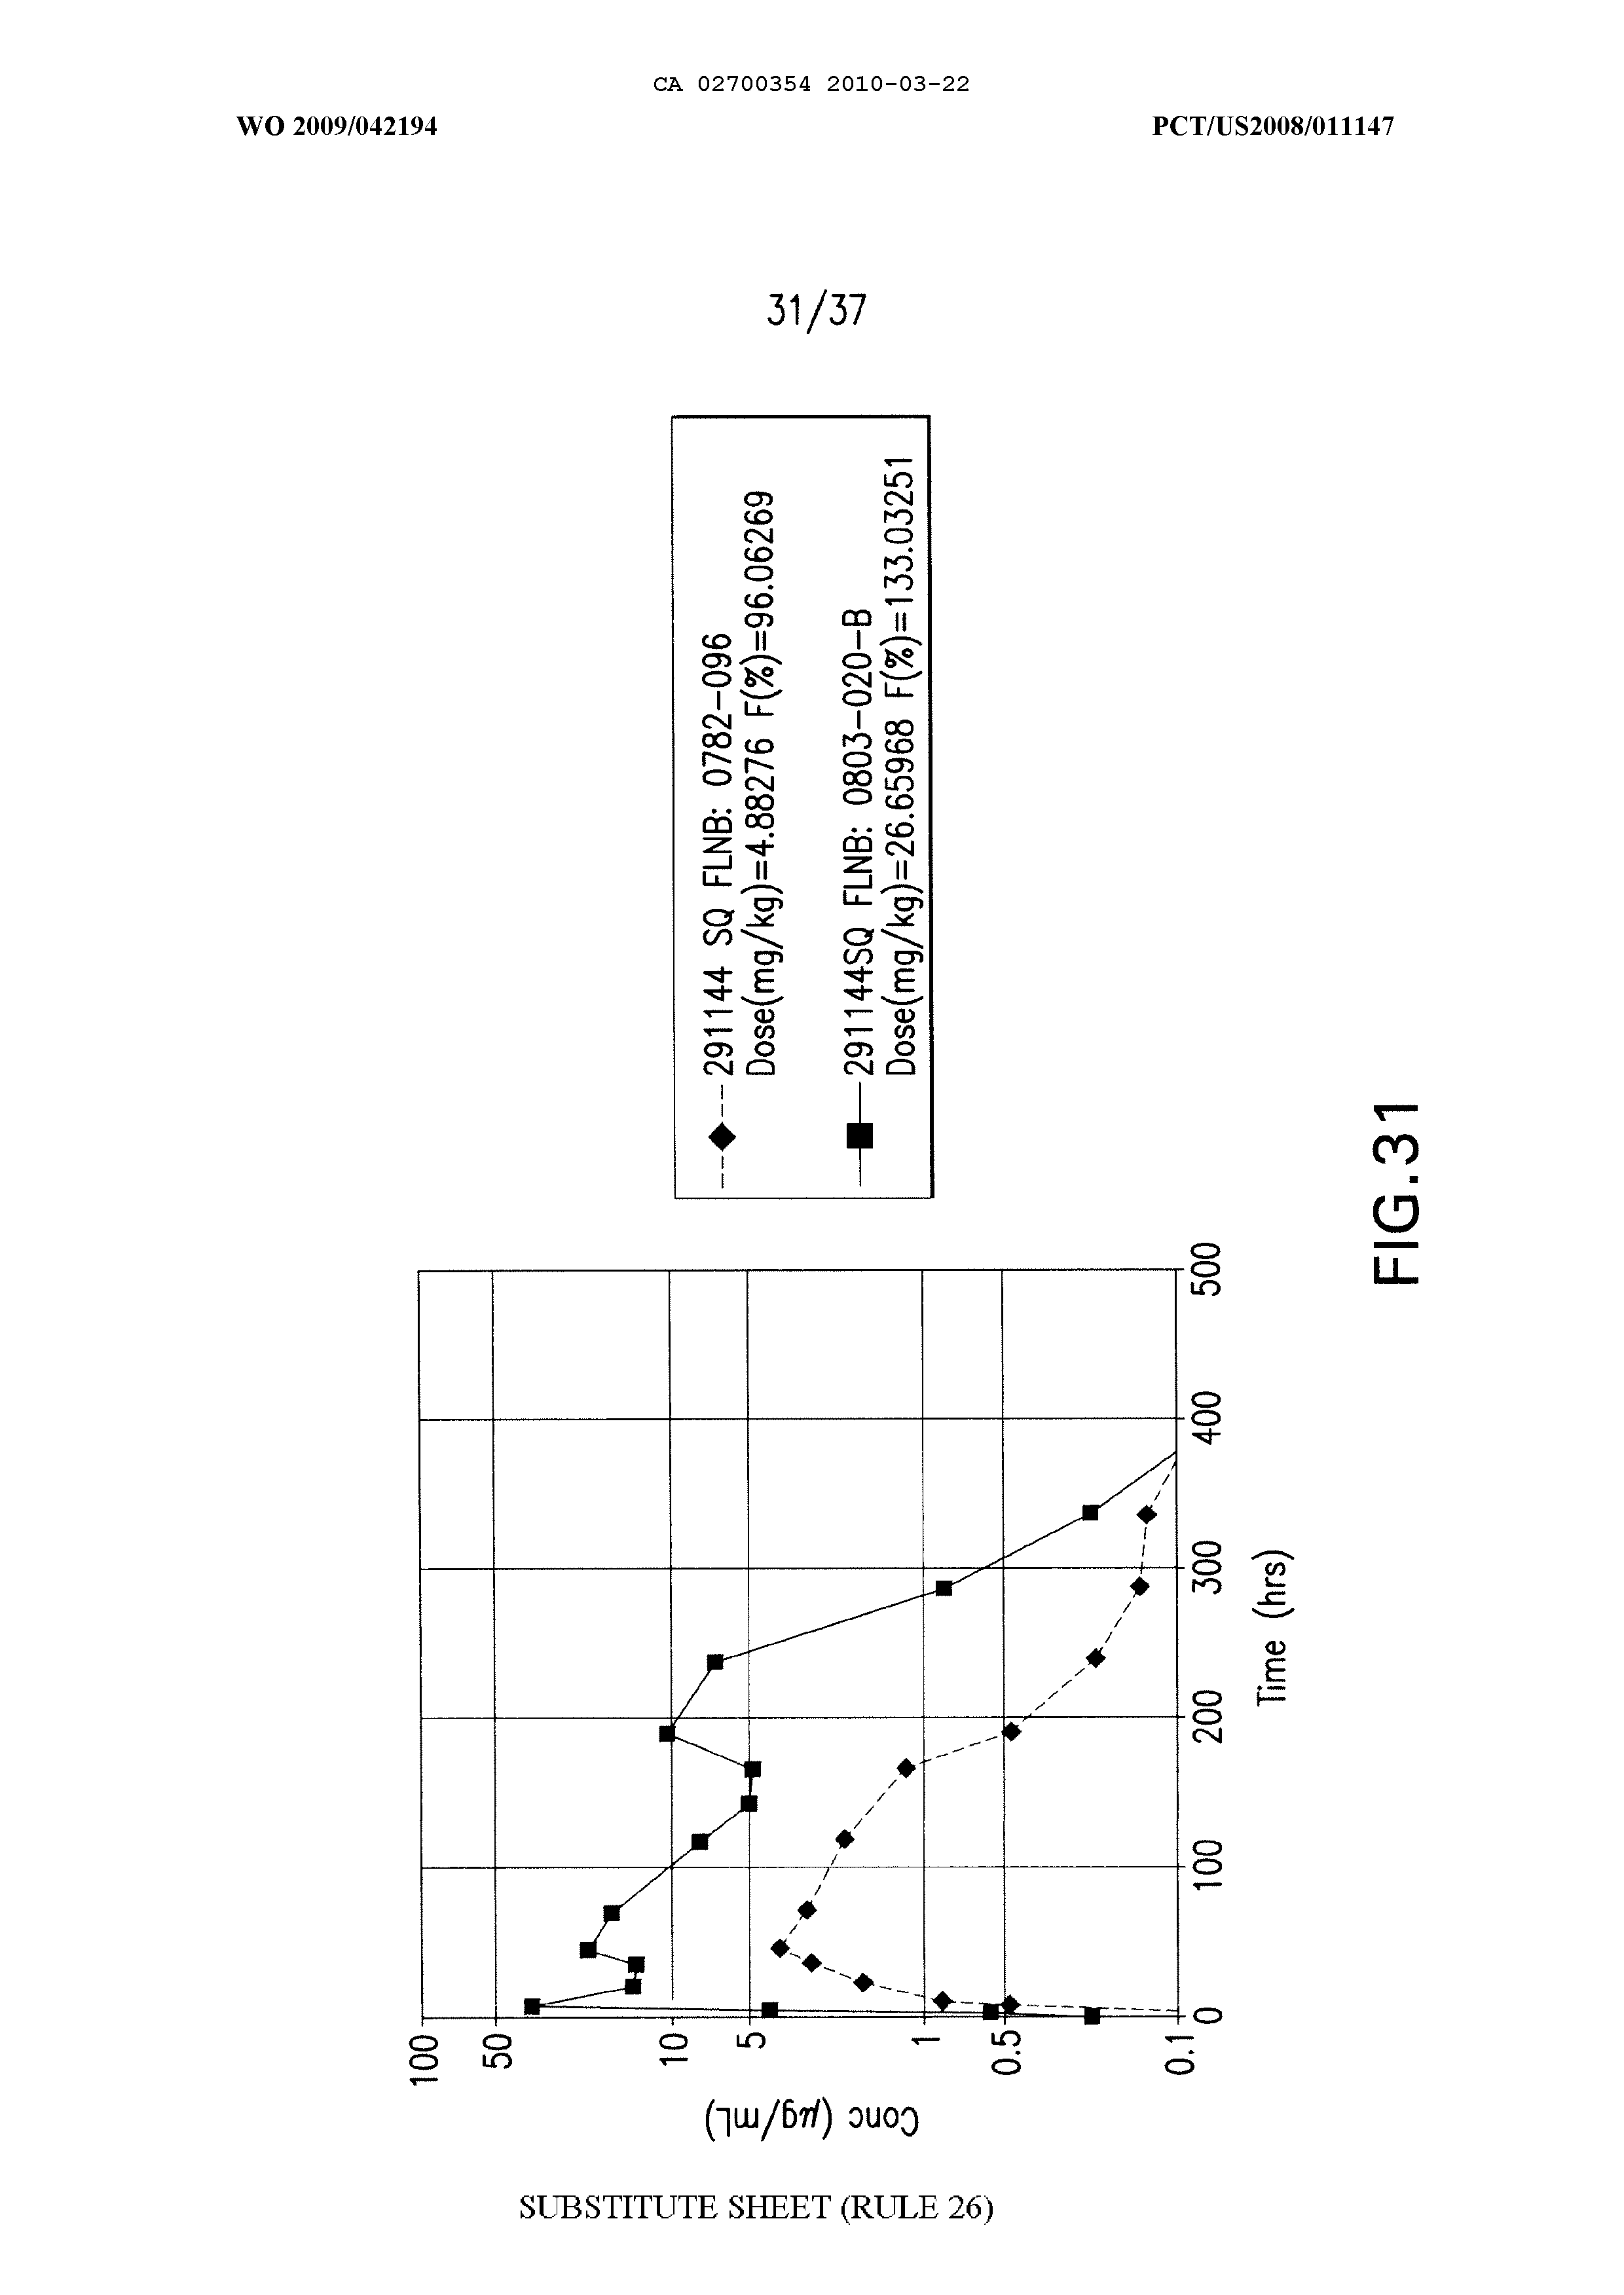 CA 02700354 2010-03-22
WO 2009/042194
PCT/US2008/011147
31/37
291144 SQ FLNB: 0782-096
Dose(mg/kg)=4.88276 F(%)=96.06269
291144SQ FLNB: 0803-020-B
Dose(mg/kg)=26.65968 F(%)=133.03251
Conc (µg/mL)
100
50
10
5
1
0.5
0.1
0
100
200
300
400
500
Time (hrs)
FIG.31
SUBSTITUTE SHEET (RULE 26)